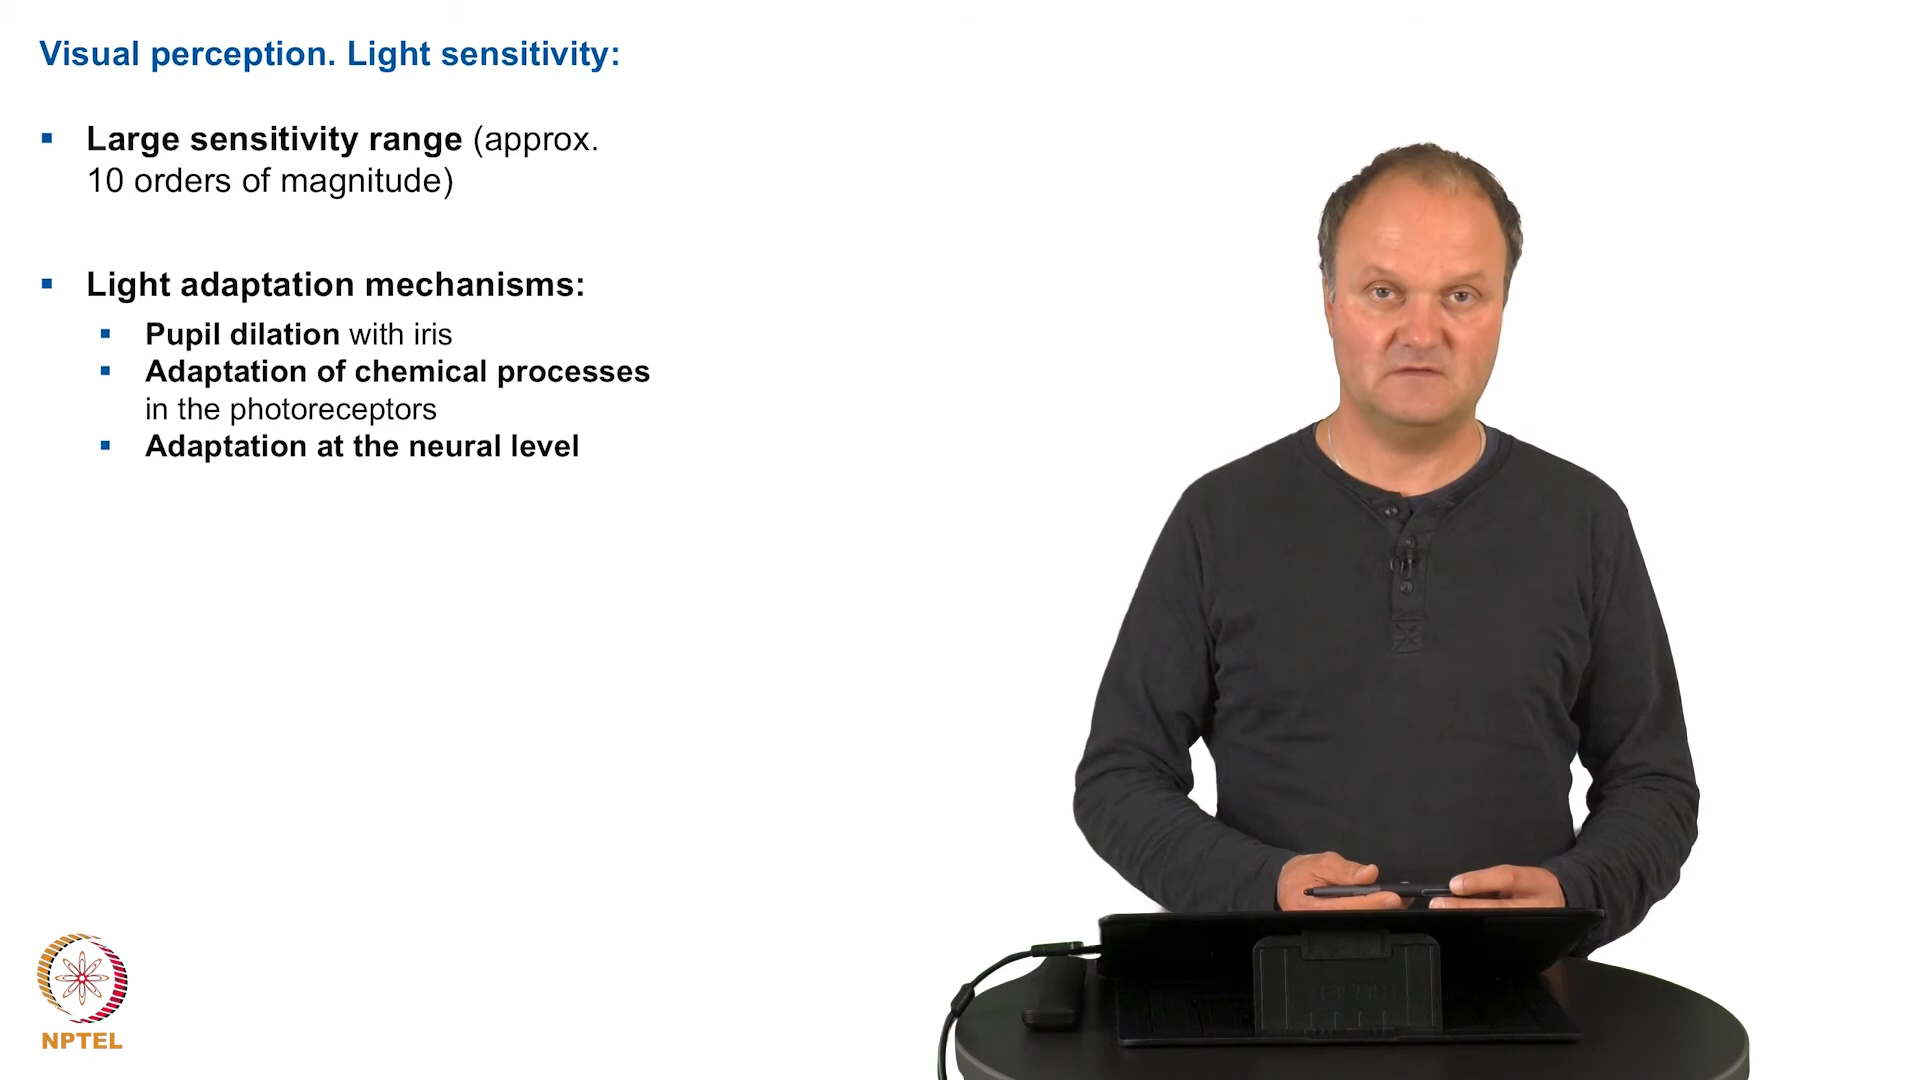 Visual perception. Light sensitivity:
Large sensitivity range (approx.
10 orders of magnitude)
Light adaptation mechanisms:
Pupil dilation with iris
Adaptation of chemical processes
in the photoreceptors
Adaptation at the neural level
NPTEL